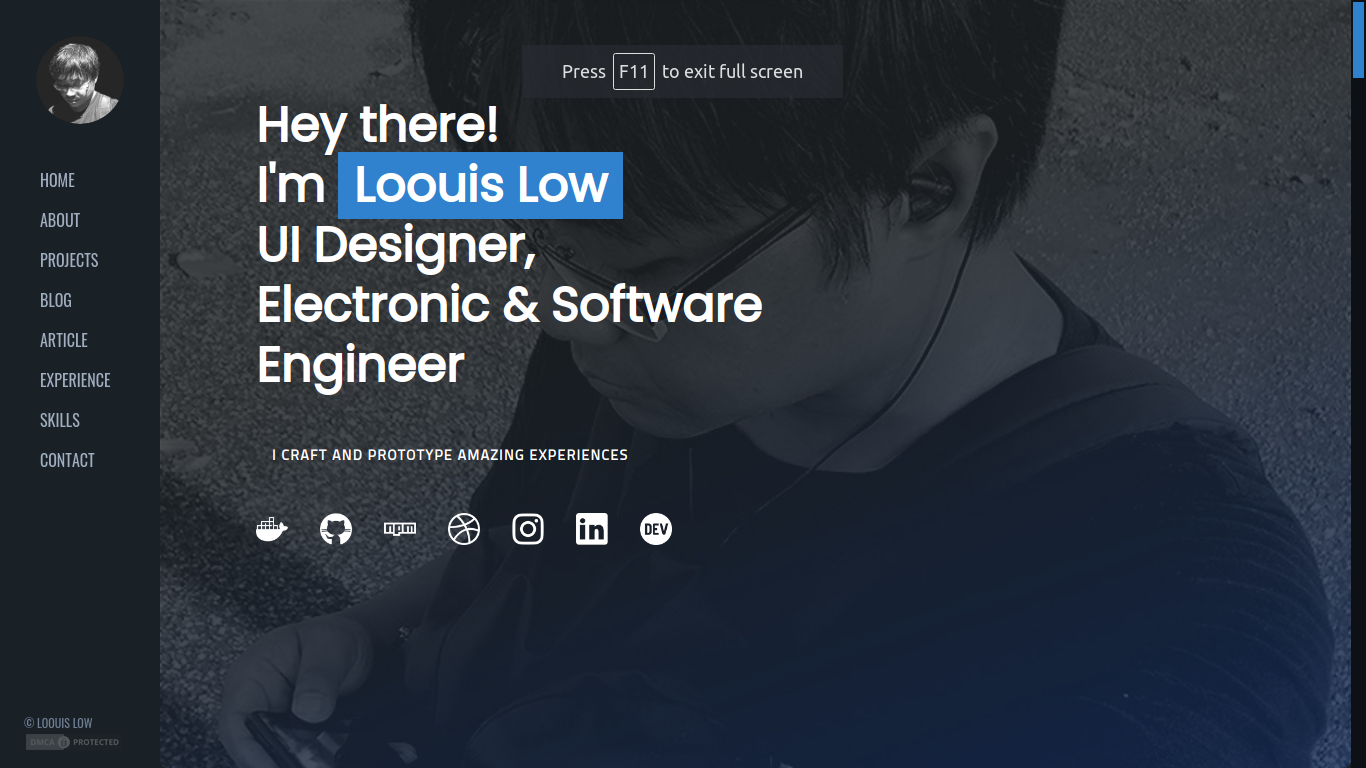 HOME
ABOUT
PROJECTS
BLOG
ARTICLE
EXPERIENCE
SKILLS
CONTACT
© LOOUIS LOW
DMCA PROTECTED
Press F11 to exit full screen
Hey there!
I'm Loouis Low
UI Designer,
Electronic & Software
Engineer
I CRAFT AND PROTOTYPE AMAZING EXPERIENCES
npm
in
DEV